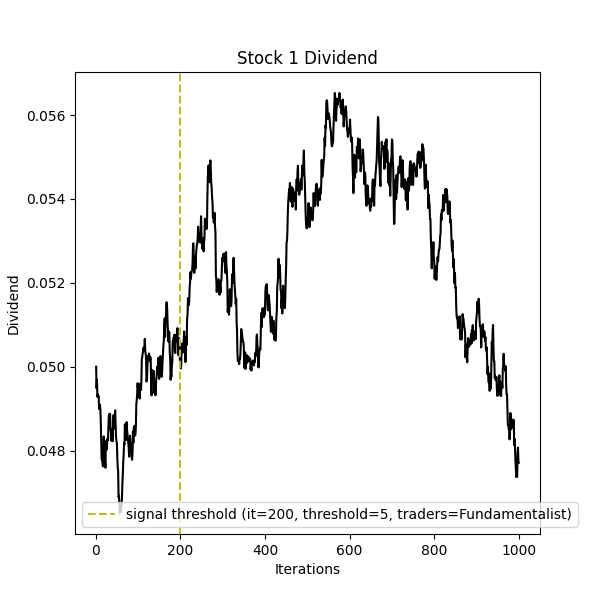 Stock 1 Dividend
Dividend
0.056
0.054
0.052
0.050
0.048
signal threshold (it=200, threshold=5, traders=Fundamentalist)
0
200
400
600
800
1000
Iterations